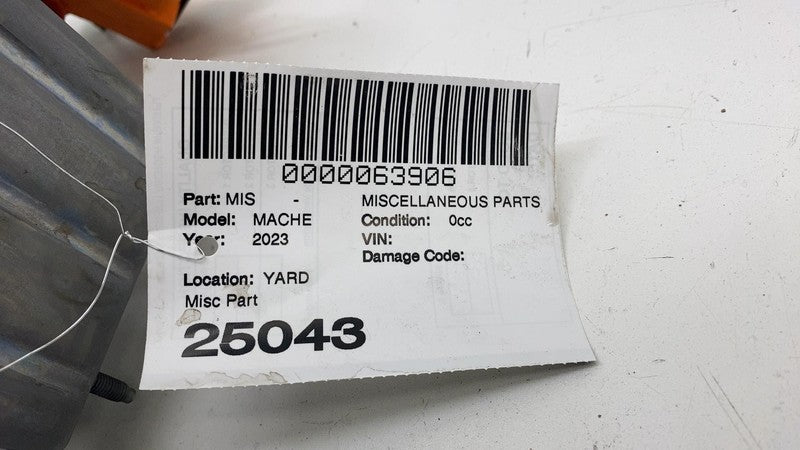 0000063906
Part: MIS - MISCELLANEOUS PARTS
Model: MACHE Condition: 0cc
Year: 2023 VIN:
Damage Code:
Location: YARD
Misc Part
25043